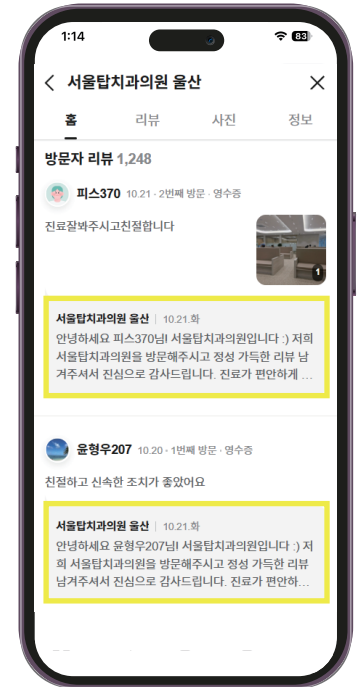 1:14
83
서울탑치과의원 울산
홈 리뷰 사진 정보
방문자 리뷰 1,248
피스370 10.21 · 2번째 방문 · 영수증
진료잘봐주시고친절합니다
1
서울탑치과의원 울산 | 10.21.화
안녕하세요 피스370님! 서울탑치과의원입니다 :) 저희
서울탑치과의원을 방문해주시고 정성 가득한 리뷰 남
겨주셔서 진심으로 감사드립니다. 진료가 편안하게 ...
윤형우207 10.20 · 1번째 방문 · 영수증
친절하고 신속한 조치가 좋았어요
서울탑치과의원 울산 | 10.21.화
안녕하세요 윤형우207님! 서울탑치과의원입니다 :) 저
희 서울탑치과의원을 방문해주시고 정성 가득한 리뷰
남겨주셔서 진심으로 감사드립니다. 진료가 편안하...